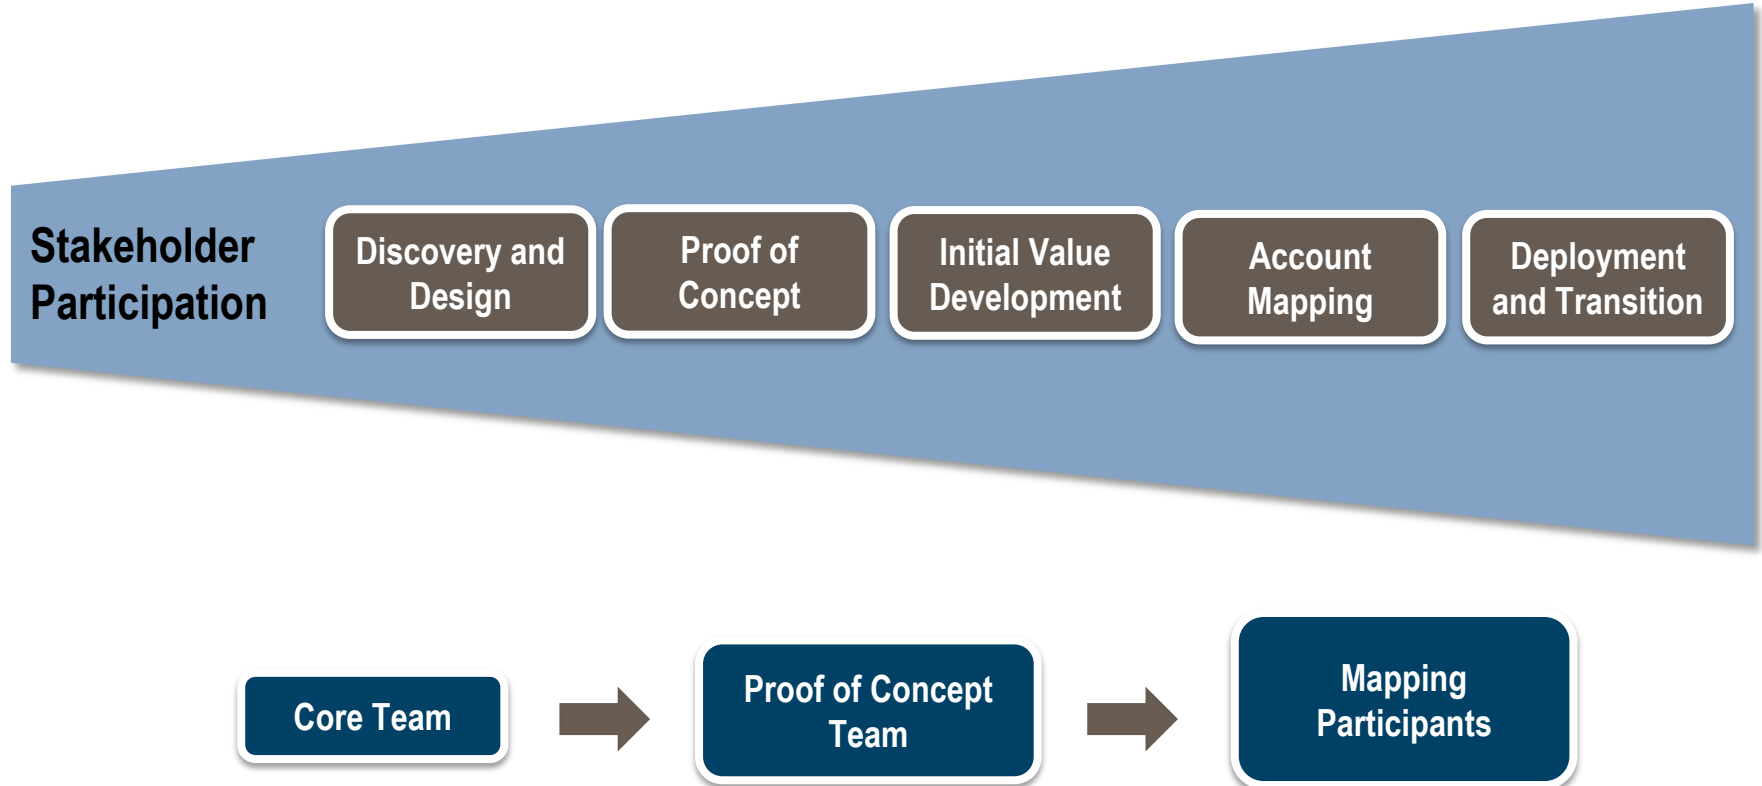 Stakeholder
Participation
Discovery and
Design
Proof of
Concept
Initial Value
Development
Account
Mapping
Deployment
and Transition
Core Team
Proof of Concept
Team
Mapping
Participants